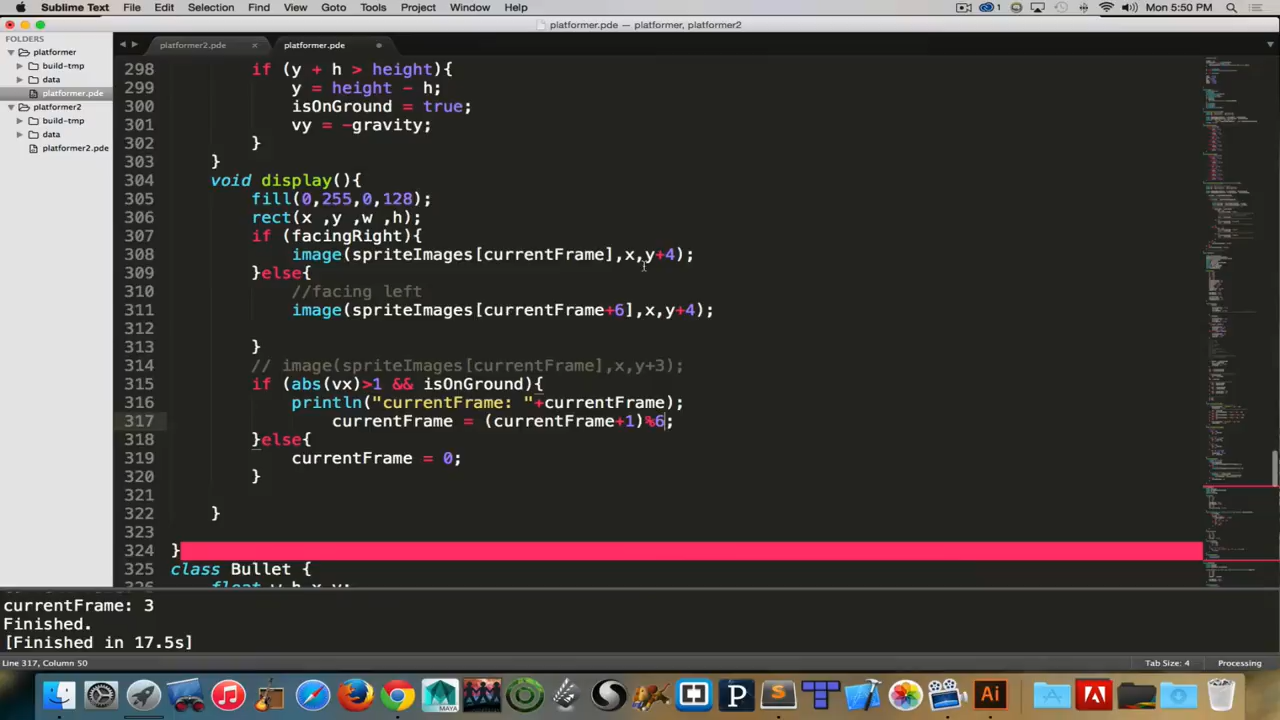 Sublime Text File Edit Selection Find View Goto Tools Project Window Help 1 Mon 5:50 PM
platformer.pde — platformer, platformer2
FOLDERS
platformer
build-tmp
data
platformer.pde
platformer2
build-tmp
data
platformer2.pde
platformer2.pde × platformer.pde
298 if (y + h > height){
299 y = height - h;
300 isOnGround = true;
301 vy = -gravity;
302 }
303 }
304 void display(){
305 fill(0,255,0,128);
306 rect(x ,y ,w ,h);
307 if (facingRight){
308 image(spriteImages[currentFrame],x,y+4);
309 }else{
310 //facing left
311 image(spriteImages[currentFrame+6],x,y+4);
312
313 }
314 // image(spriteImages[currentFrame],x,y+3);
315 if (abs(vx)>1 && isOnGround){
316 println("currentFrame: "+currentFrame);
317 currentFrame = (currentFrame+1)%6;
318 }else{
319 currentFrame = 0;
320 }
321
322 }
323
324 }
325 class Bullet {
currentFrame: 3
Finished.
[Finished in 17.5s]
Line 317, Column 50 Tab Size: 4 Processing
MAYA P S T Ai